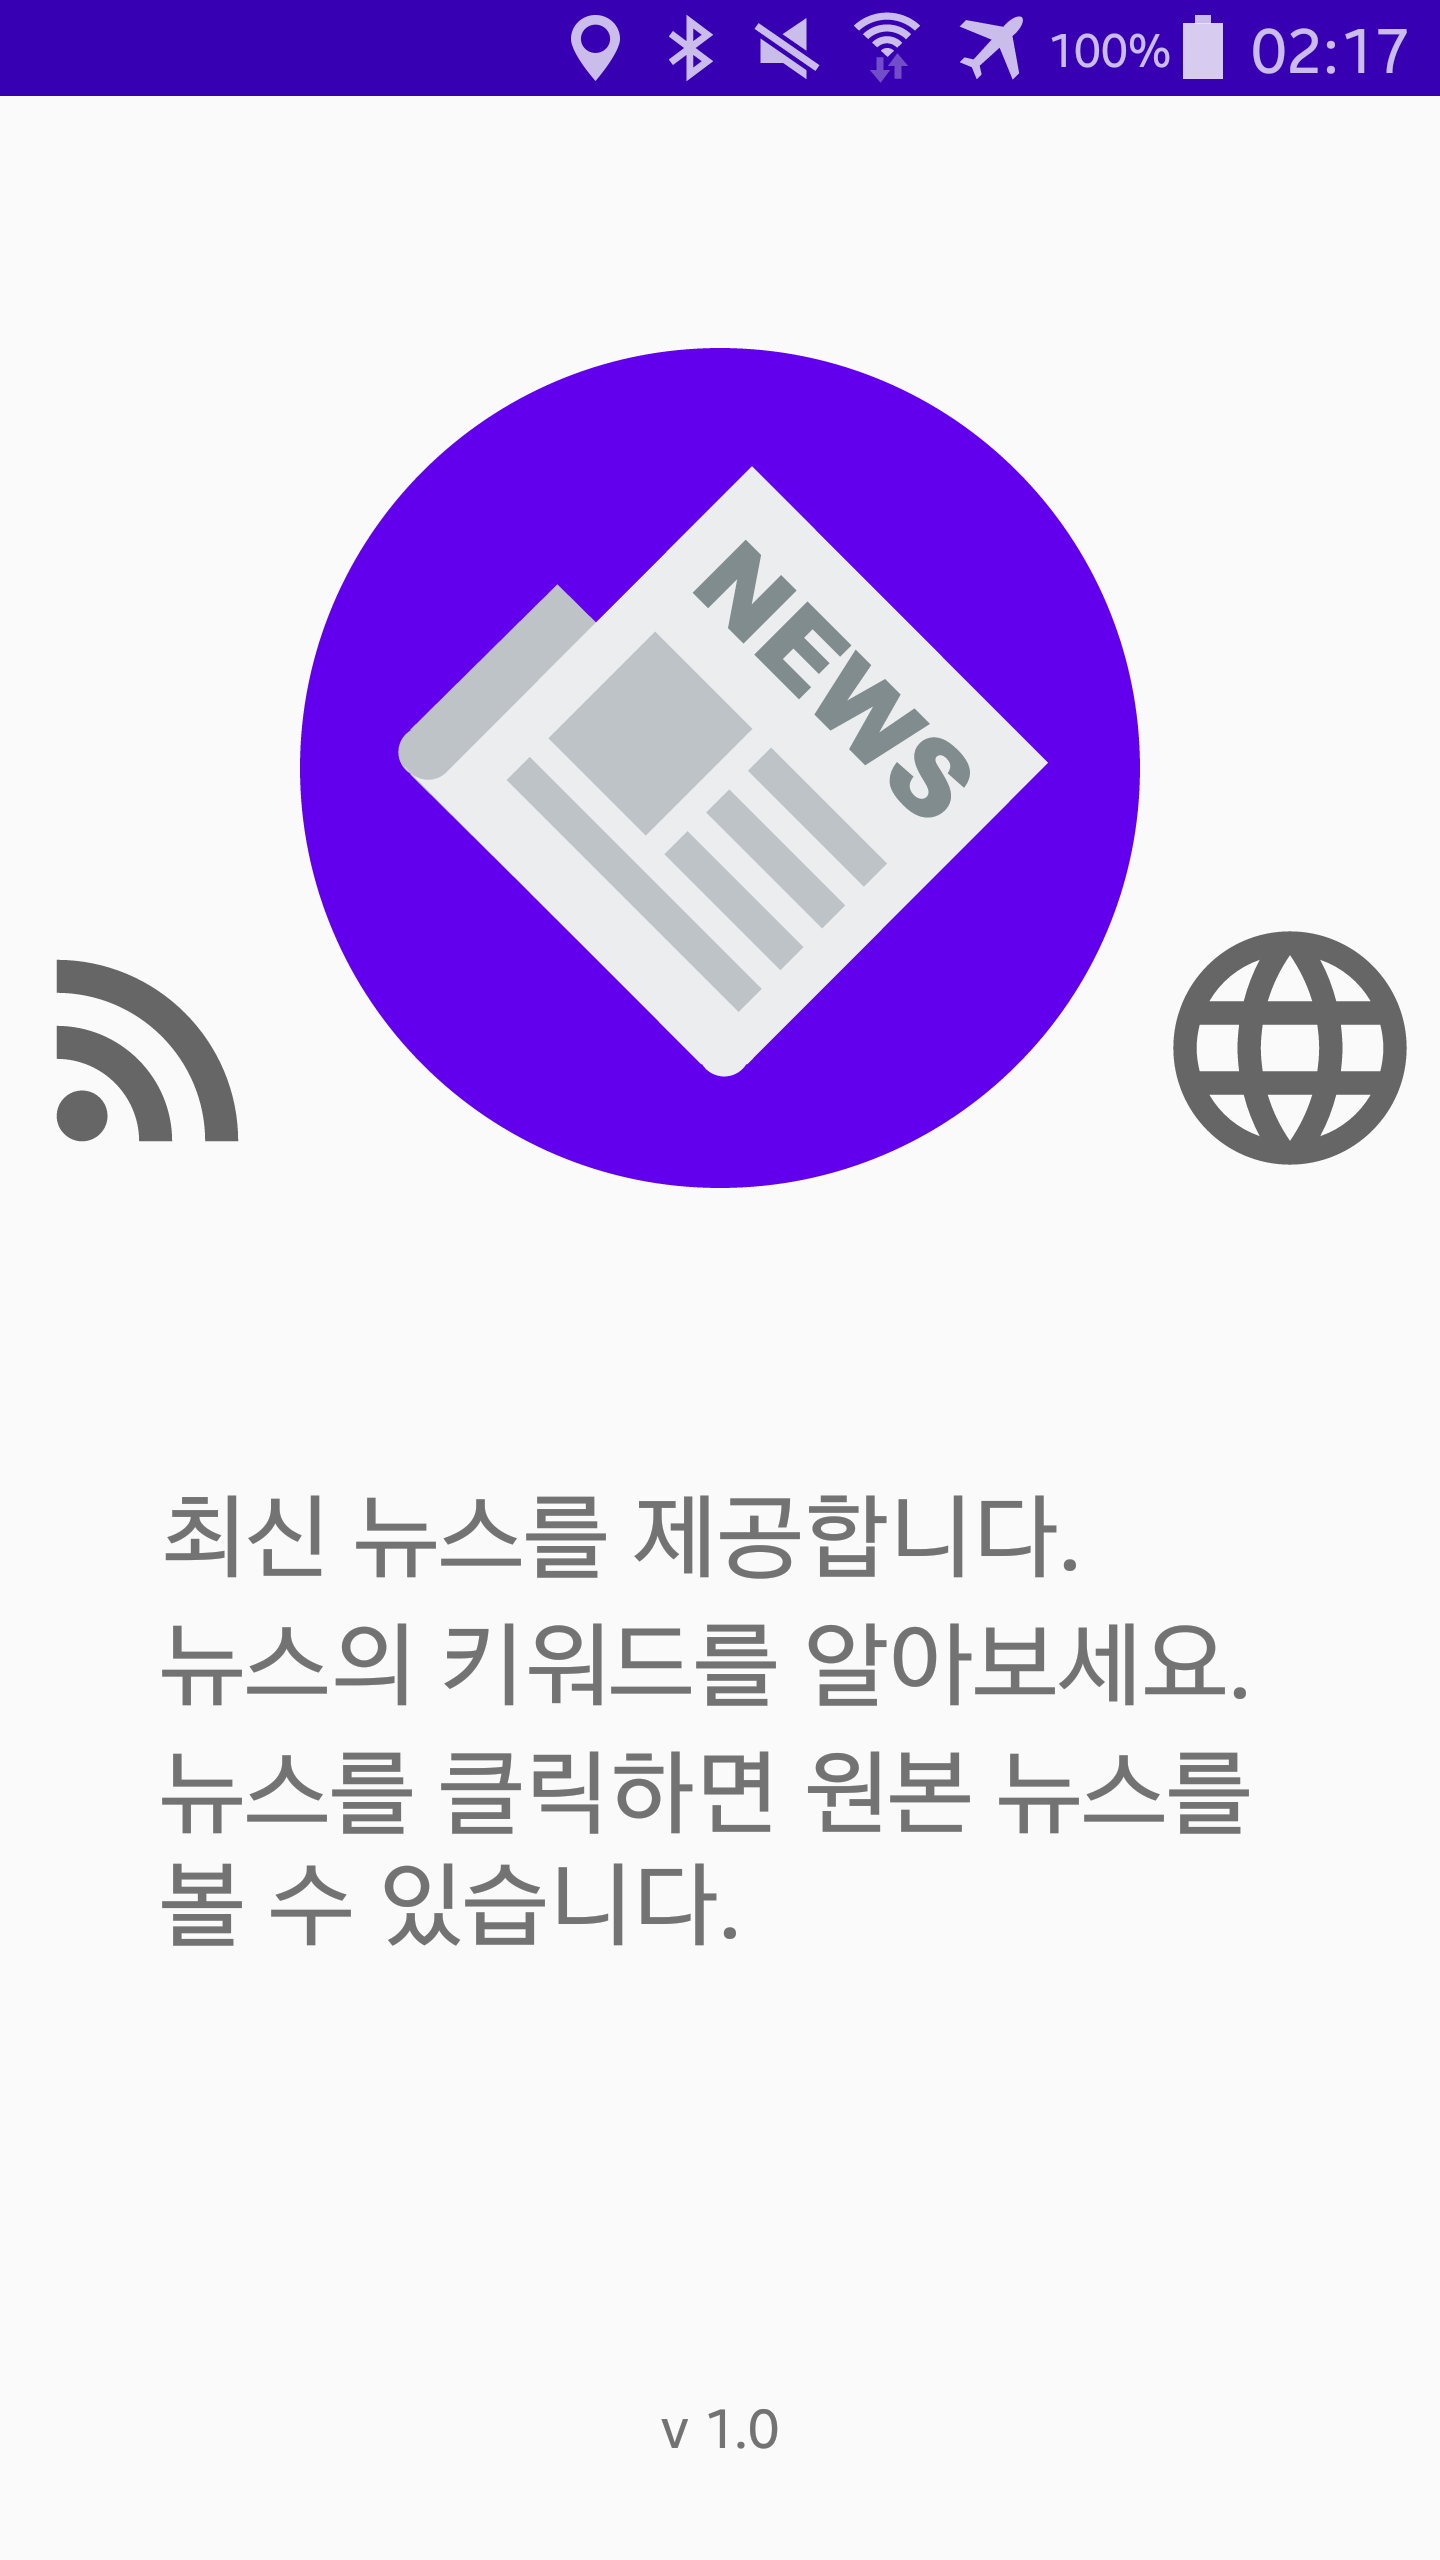 100% 02:17
NEWS
최신 뉴스를 제공합니다.
뉴스의 키워드를 알아보세요.
뉴스를 클릭하면 원본 뉴스를
볼 수 있습니다.
v 1.0